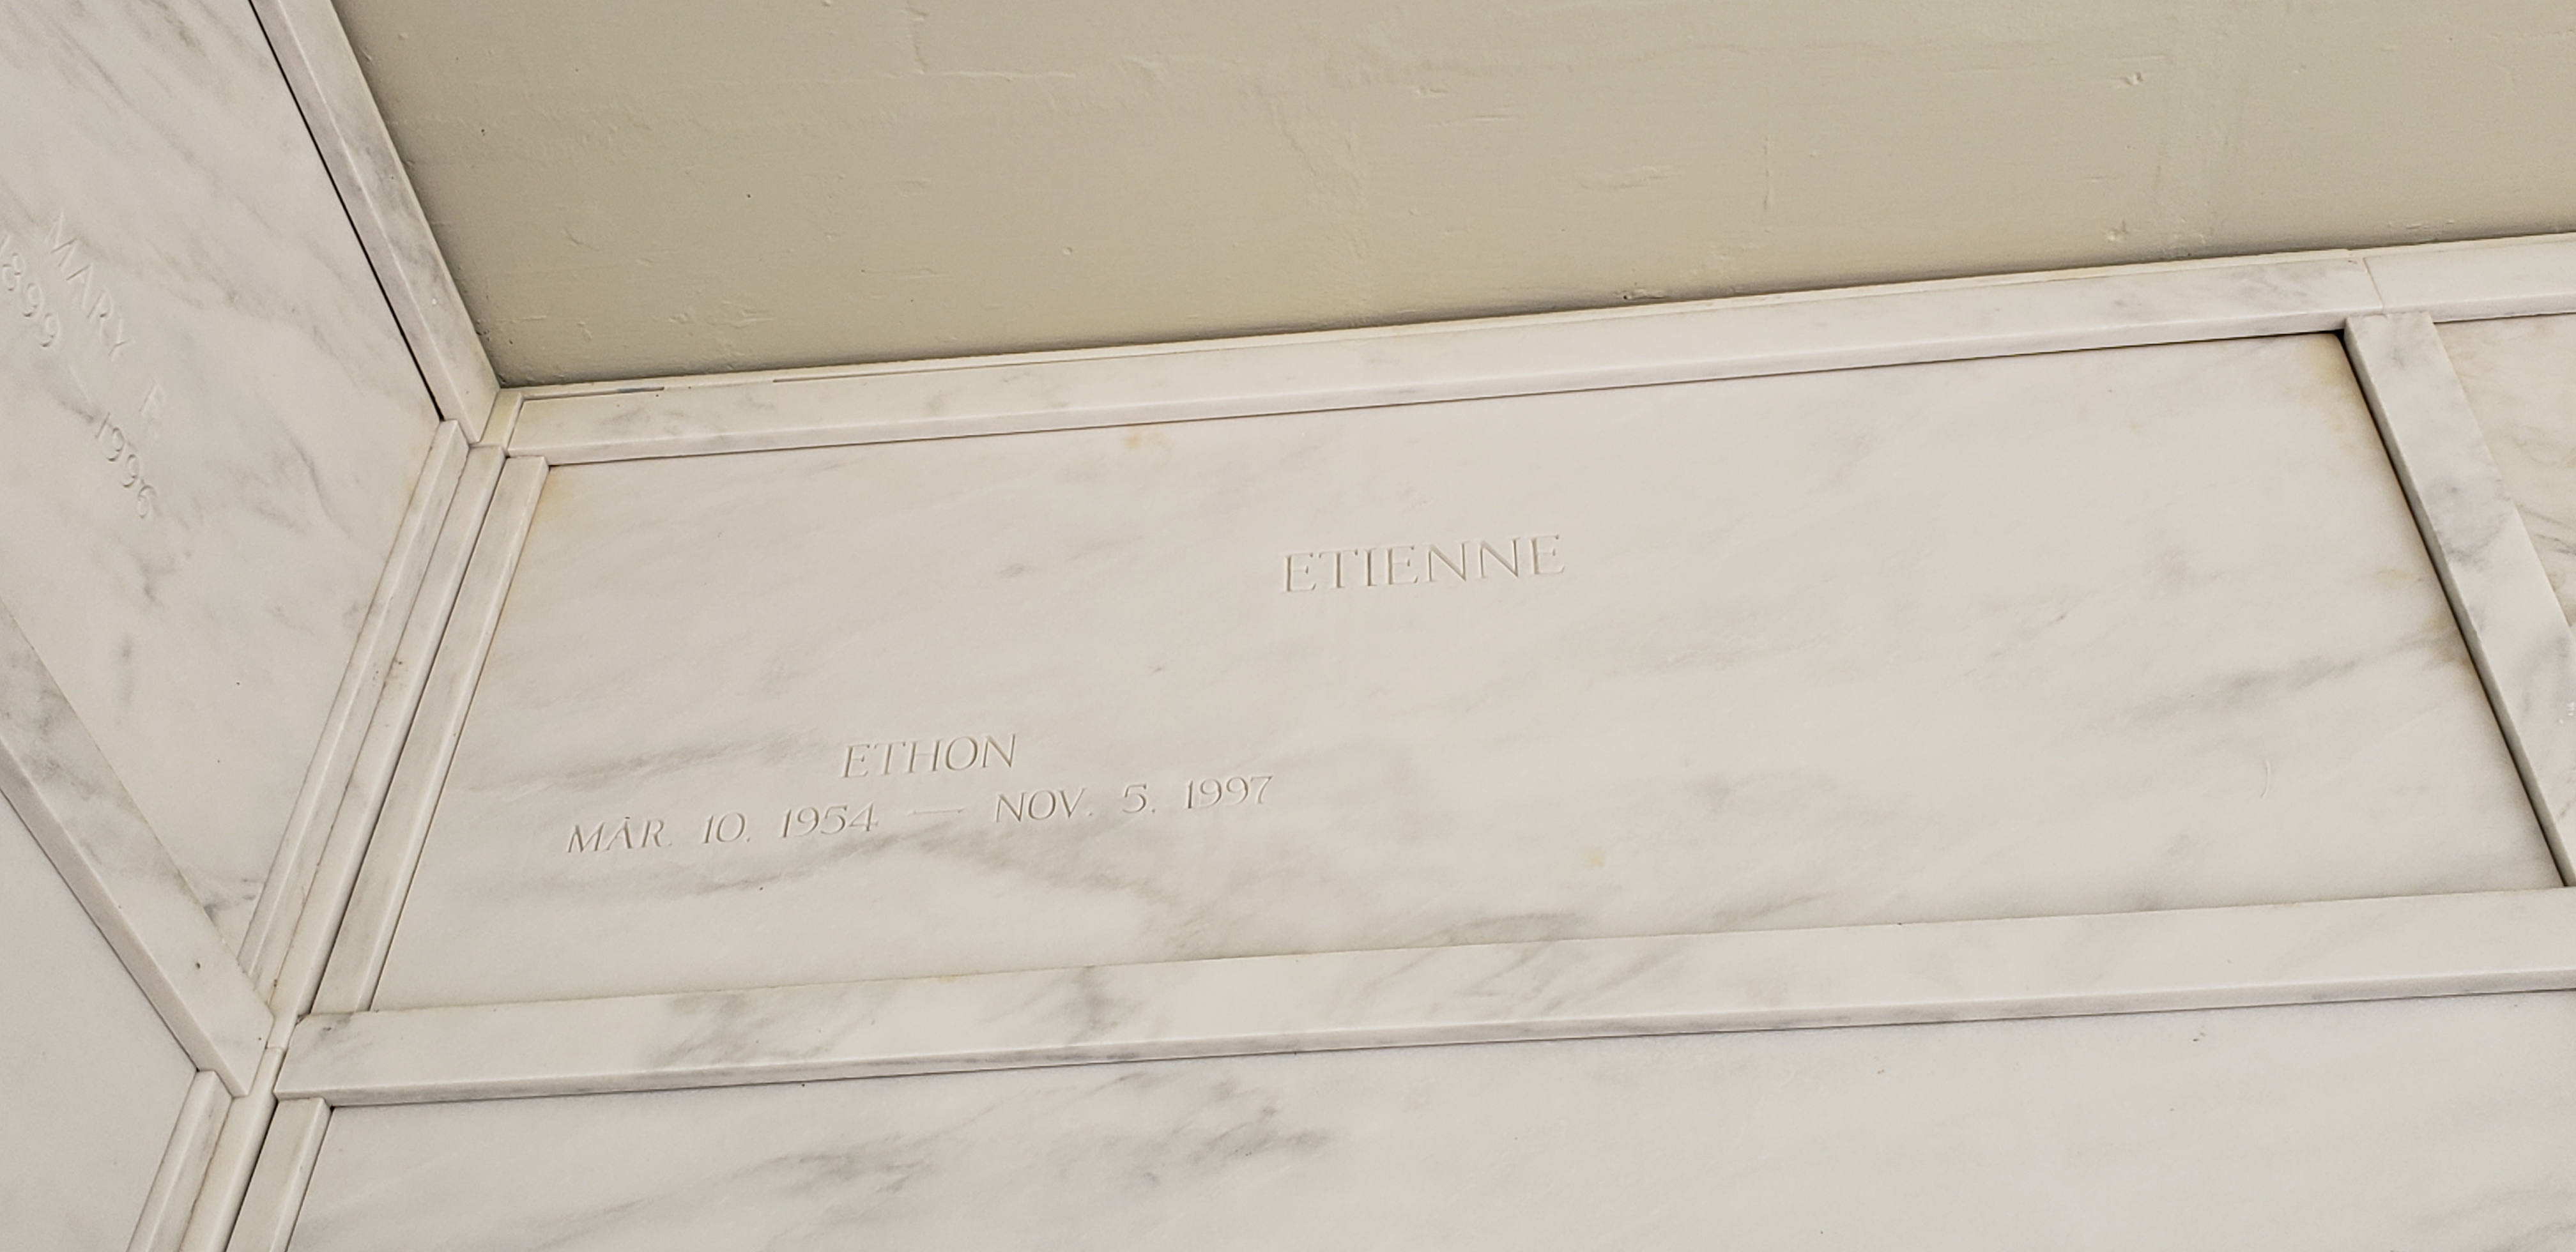 MARY F
1899 — 1996
ETIENNE
ETHON
MAR. 10, 1954 — NOV. 5, 1997